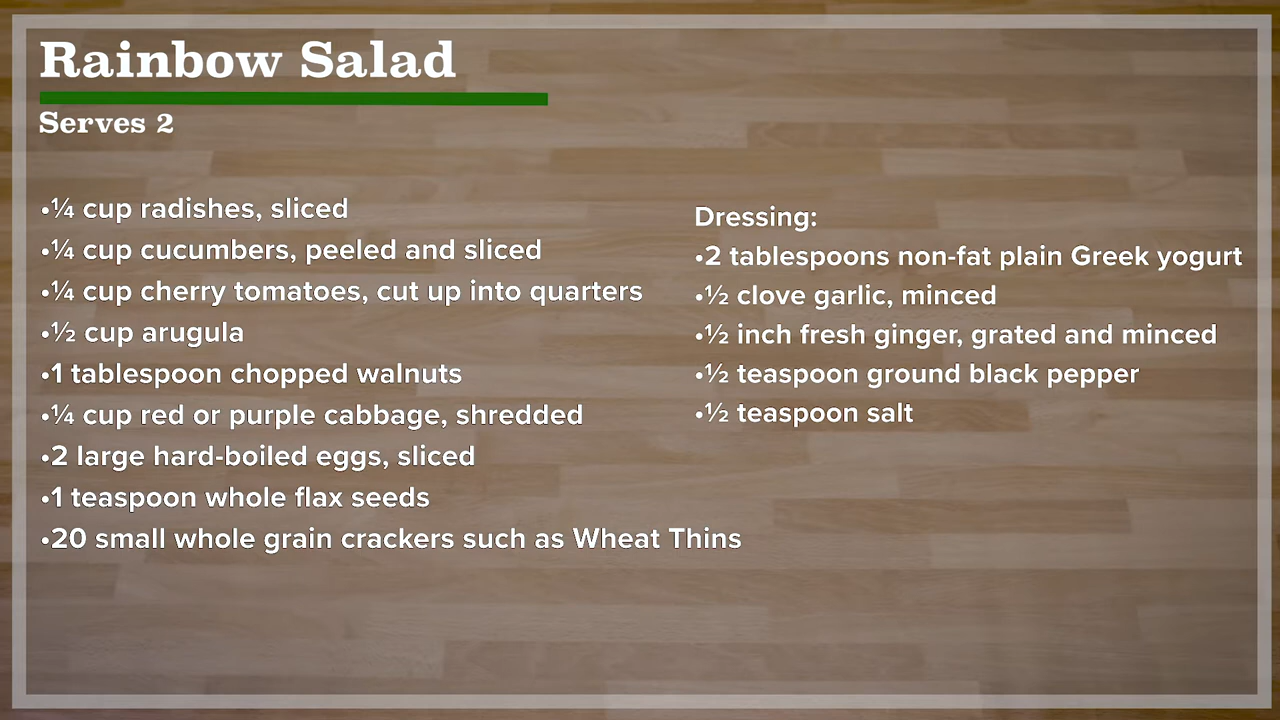 Rainbow Salad
Serves 2
•¼ cup radishes, sliced
•¼ cup cucumbers, peeled and sliced
•¼ cup cherry tomatoes, cut up into quarters
•½ cup arugula
•1 tablespoon chopped walnuts
•¼ cup red or purple cabbage, shredded
•2 large hard-boiled eggs, sliced
•1 teaspoon whole flax seeds
•20 small whole grain crackers such as Wheat Thins
Dressing:
•2 tablespoons non-fat plain Greek yogurt
•½ clove garlic, minced
•½ inch fresh ginger, grated and minced
•½ teaspoon ground black pepper
•½ teaspoon salt